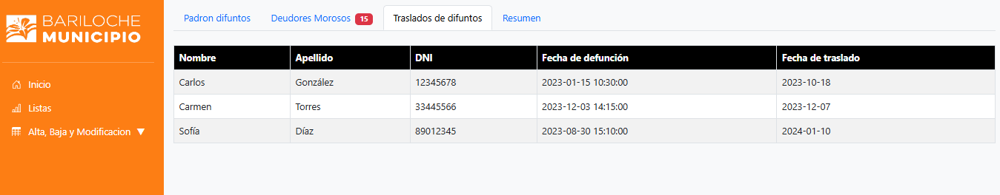 BARILOCHE
MUNICIPIO
Inicio
Listas
Alta, Baja y Modificacion ▼
Padron difuntos Deudores Morosos 15 Traslados de difuntos Resumen
Nombre Apellido DNI Fecha de defunción Fecha de traslado
Carlos González 12345678 2023-01-15 10:30:00 2023-10-18
Carmen Torres 33445566 2023-12-03 14:15:00 2023-12-07
Sofía Díaz 89012345 2023-08-30 15:10:00 2024-01-10